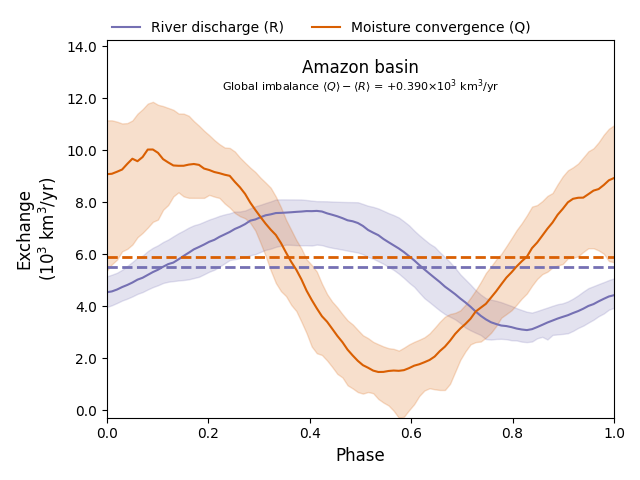 River discharge (R) Moisture convergence (Q)
14.0
Amazon basin
Global imbalance ⟨Q⟩ − ⟨R⟩ = +0.390×10³ km³/yr
12.0
10.0
8.0
6.0
4.0
2.0
0.0
Exchange
(10³ km³/yr)
0.0 0.2 0.4 0.6 0.8 1.0
Phase